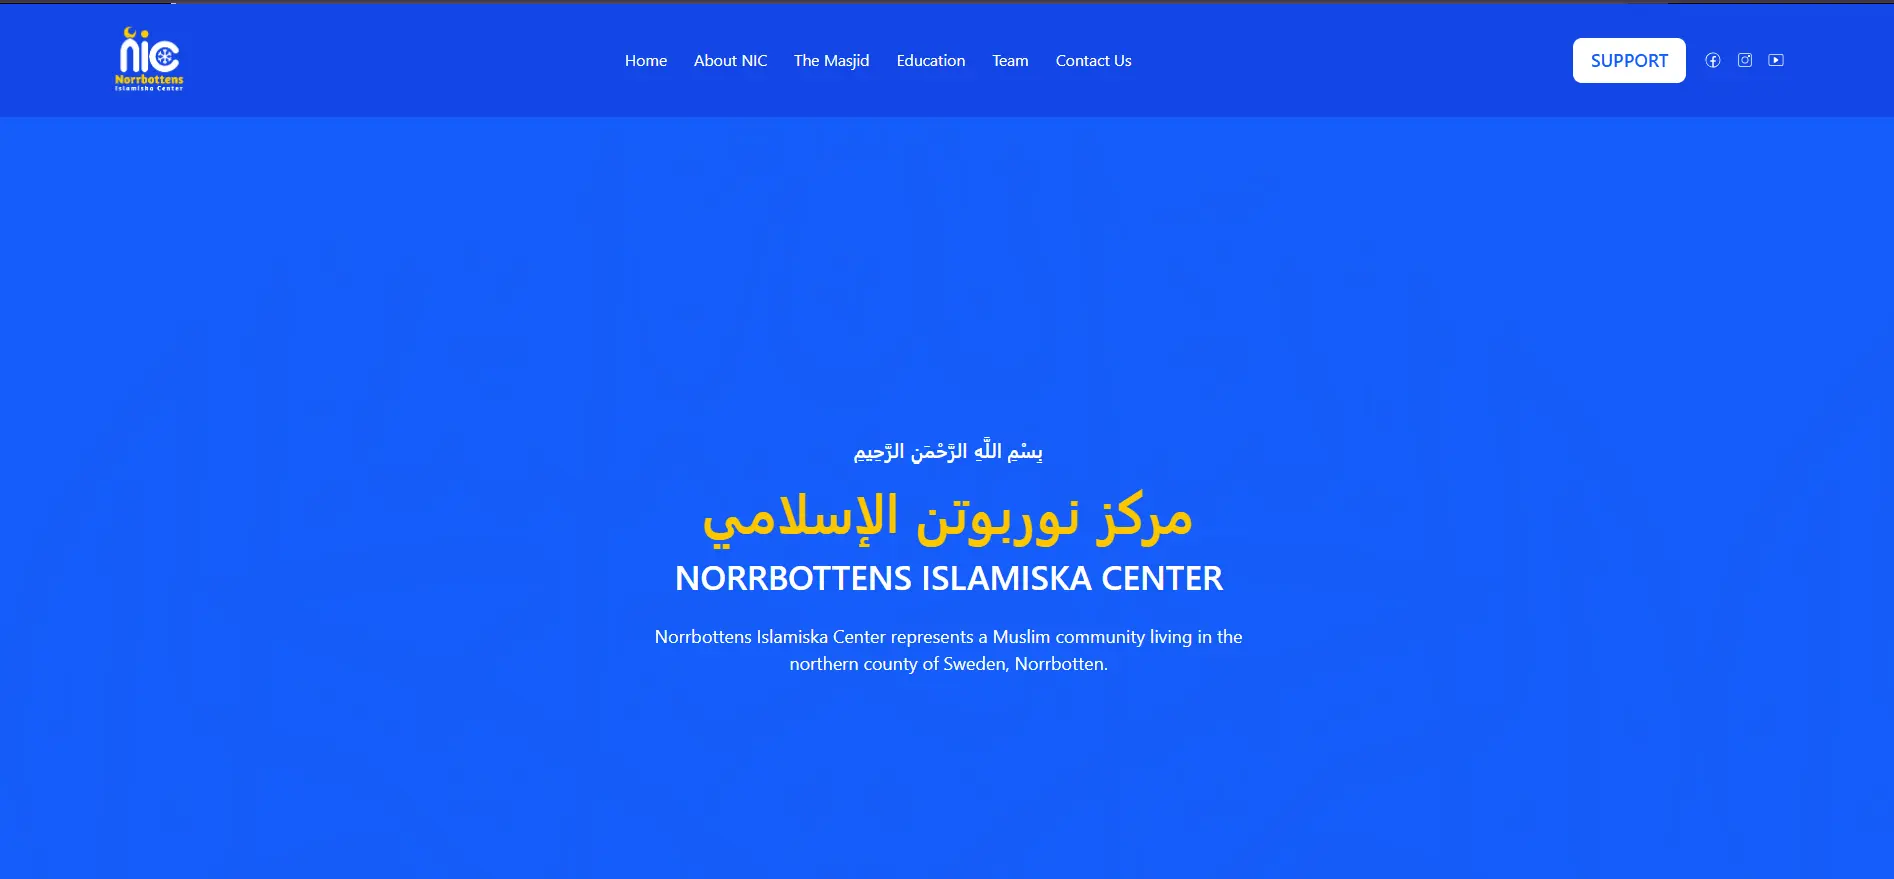 NIC
Norrbottens
Islamiska Center
Home
About NIC
The Masjid
Education
Team
Contact Us
SUPPORT
بِسْمِ اللَّهِ الرَّحْمَنِ الرَّحِيمِ
مركز نوربوتن الإسلامي
NORRBOTTENS ISLAMISKA CENTER
Norrbottens Islamiska Center represents a Muslim community living in the
northern county of Sweden, Norrbotten.